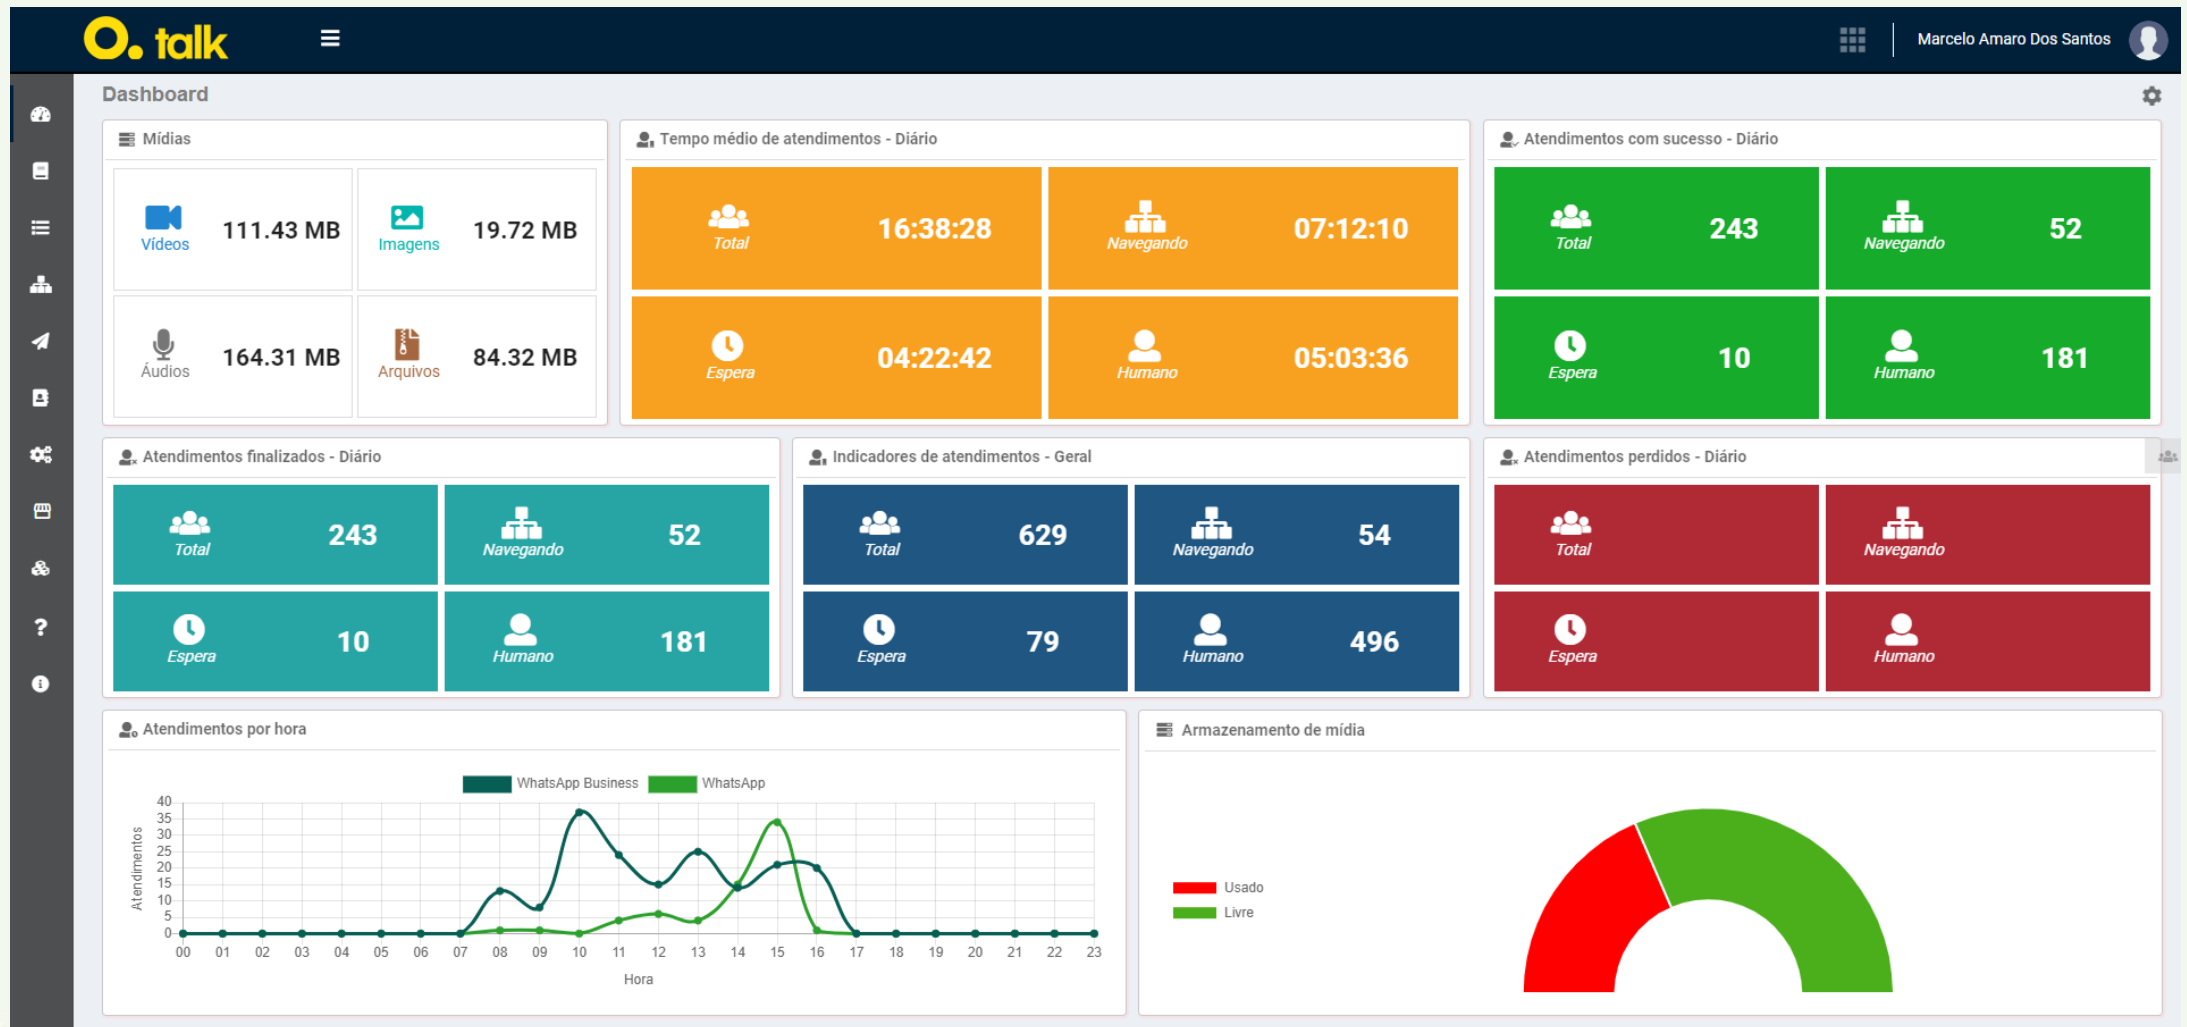 O. talk
Marcelo Amaro Dos Santos
Dashboard
Mídias
Vídeos 111.43 MB
Imagens 19.72 MB
Áudios 164.31 MB
Arquivos 84.32 MB
Tempo médio de atendimentos - Diário
Total 16:38:28
Navegando 07:12:10
Espera 04:22:42
Humano 05:03:36
Atendimentos com sucesso - Diário
Total 243
Navegando 52
Espera 10
Humano 181
Atendimentos finalizados - Diário
Total 243
Navegando 52
Espera 10
Humano 181
Indicadores de atendimentos - Geral
Total 629
Navegando 54
Espera 79
Humano 496
Atendimentos perdidos - Diário
Total
Navegando
Espera
Humano
Atendimentos por hora
WhatsApp Business WhatsApp
Atendimentos
40
35
30
25
20
15
10
5
0
00 01 02 03 04 05 06 07 08 09 10 11 12 13 14 15 16 17 18 19 20 21 22 23
Hora
Armazenamento de mídia
Usado
Livre